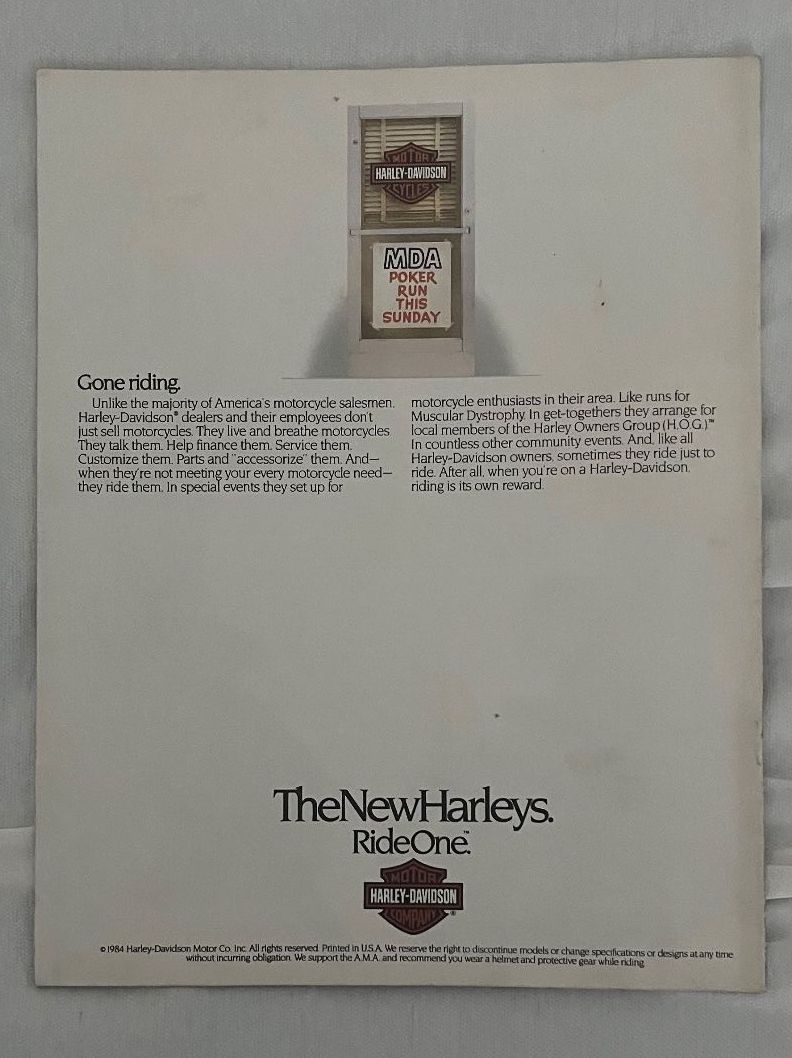 MOTOR
HARLEY-DAVIDSON
CYCLES
MDA
POKER
RUN
THIS
SUNDAY
Gone riding.
Unlike the majority of America's motorcycle salesmen,
Harley-Davidson® dealers and their employees don't
just sell motorcycles. They live and breathe motorcycles.
They talk them. Help finance them. Service them.
Customize them. Parts and "accessorize" them. And—
when they're not meeting your every motorcycle need—
they ride them. In special events they set up for
motorcycle enthusiasts in their area. Like runs for
Muscular Dystrophy. In get-togethers they arrange for
local members of the Harley Owners Group (H.O.G.)™
In countless other community events. And, like all
Harley-Davidson owners, sometimes they ride just to
ride. After all, when you're on a Harley-Davidson,
riding is its own reward.
The New Harleys.
Ride One.™
MOTOR
HARLEY-DAVIDSON
COMPANY
®
© 1984 Harley-Davidson Motor Co. Inc. All rights reserved. Printed in U.S.A. We reserve the right to discontinue models or change specifications or designs at any time
without incurring obligation. We support the A.M.A. and recommend you wear a helmet and protective gear while riding.